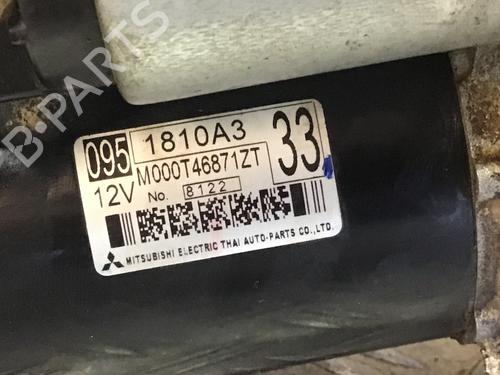 095 1810A3
12V M000T46871ZT 33
No. 8122
MITSUBISHI ELECTRIC THAI AUTO-PARTS CO.,LTD.
B-PARTS